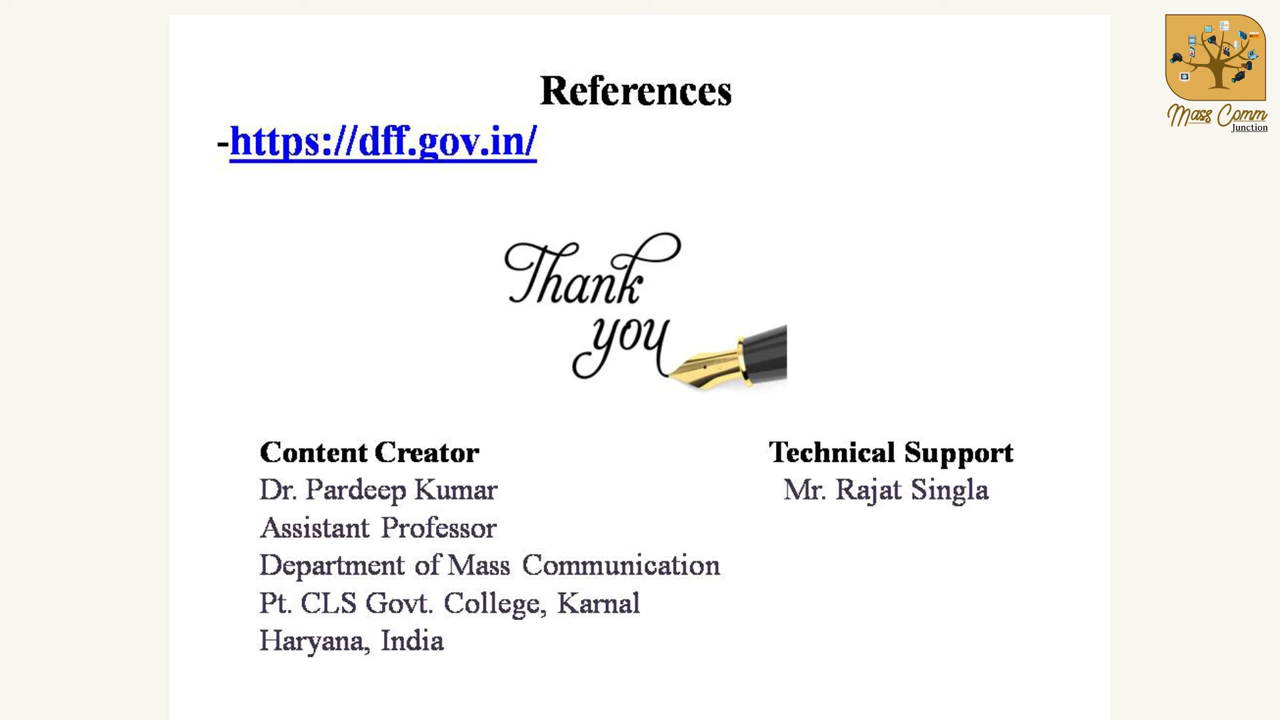 References
-https://dff.gov.in/
Thank
you
Content Creator
Dr. Pardeep Kumar
Assistant Professor
Department of Mass Communication
Pt. CLS Govt. College, Karnal
Haryana, India
Technical Support
Mr. Rajat Singla
Mass Comm
Junction